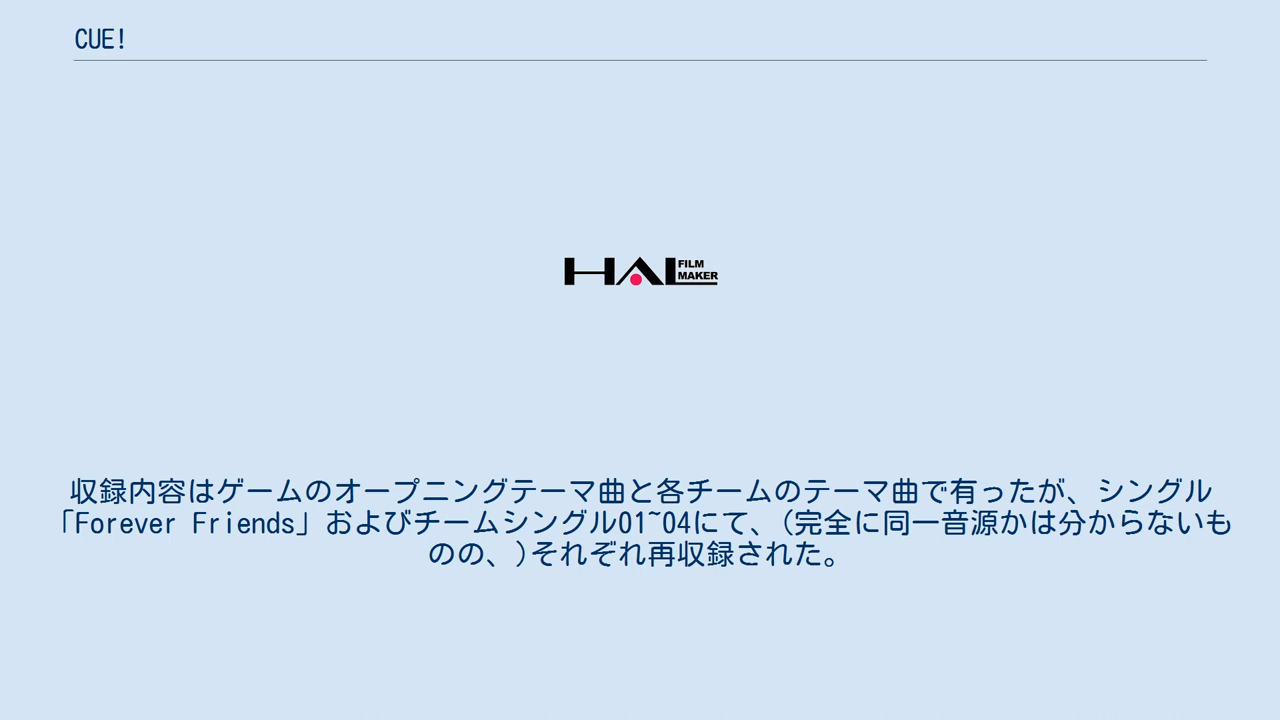 CUE!
HAL FILM
MAKER
収録内容はゲームのオープニングテーマ曲と各チームのテーマ曲で有ったが、シングル
「Forever Friends」およびチームシングル01~04にて、(完全に同一音源かは分からないも
のの、)それぞれ再収録された。